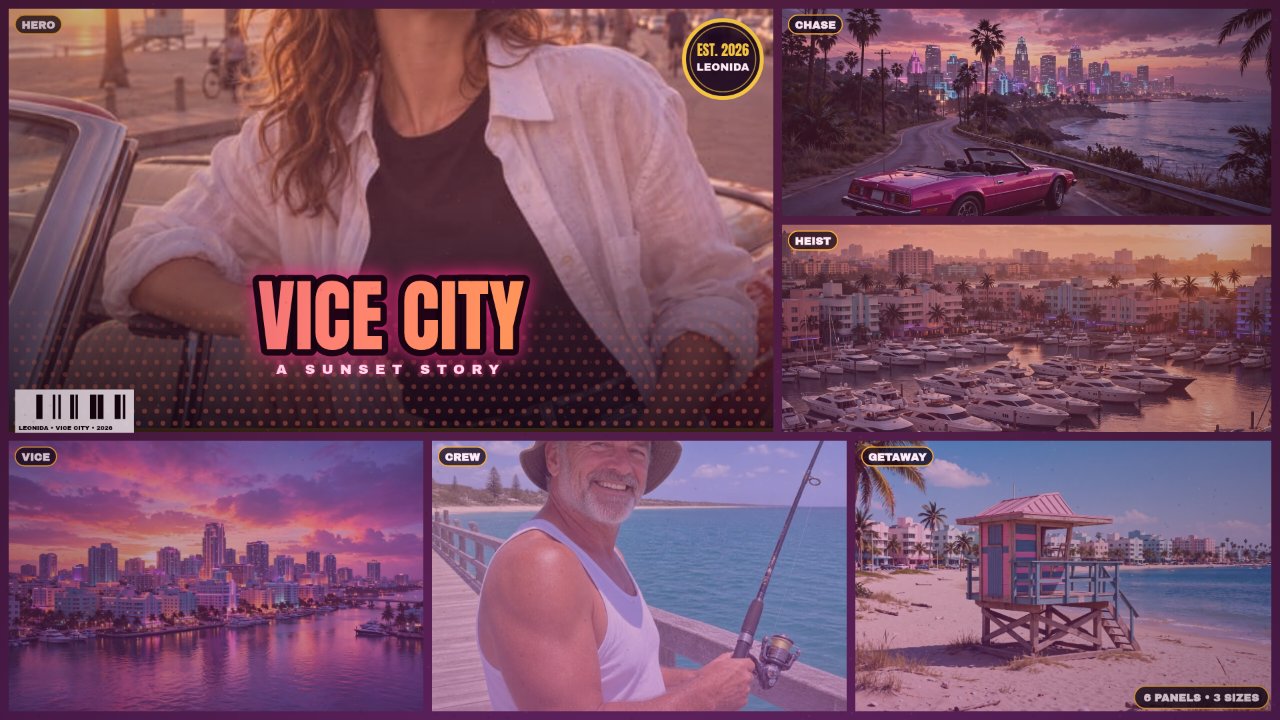 HERO
EST. 2026
LEONIDA
VICE CITY
A SUNSET STORY
LEONIDA • VICE CITY • 2026
CHASE
HEIST
VICE
CREW
GETAWAY
6 PANELS • 3 SIZES